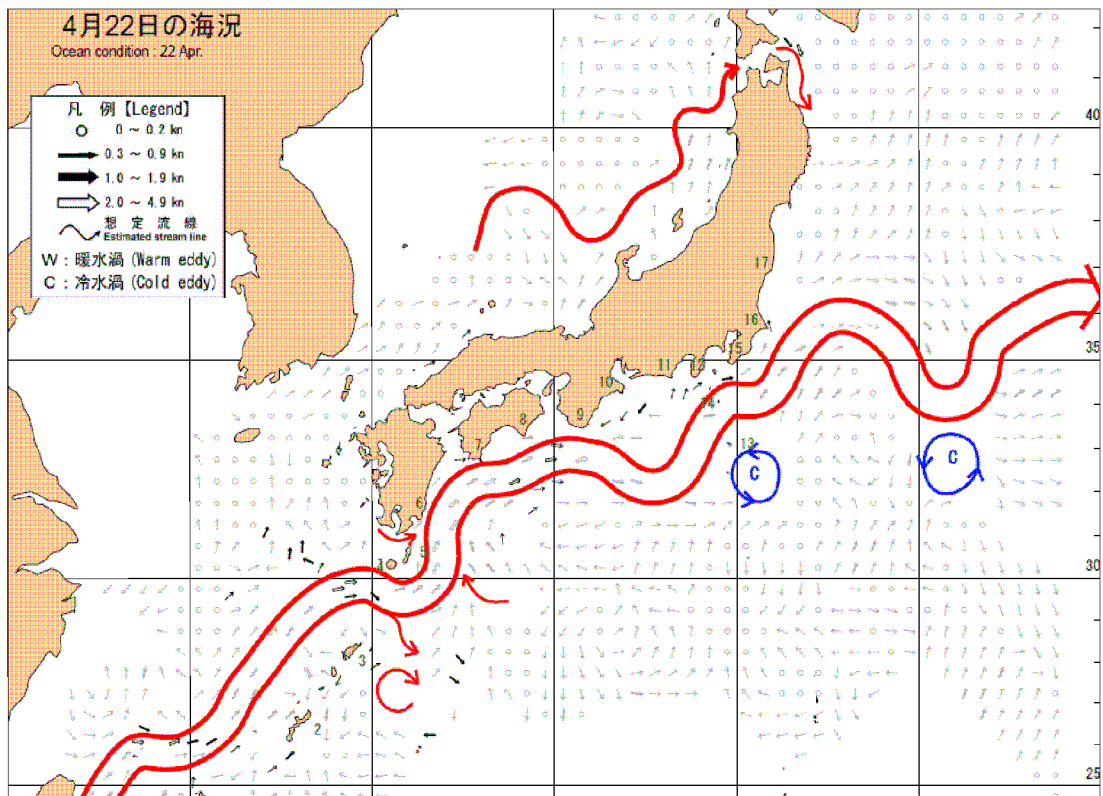 4月22日の海況
Ocean condition : 22 Apr.
凡 例【Legend】
0 ~ 0.2 kn
0.3 ~ 0.9 kn
1.0 ~ 1.9 kn
2.0 ~ 4.9 kn
想 定 流 線
Estimated stream line
W : 暖水渦 (Warm eddy)
C : 冷水渦 (Cold eddy)
40
17
16
35
15
12
11
10
14
9
8
7
13
C
C
6
5
4
30
3
2
25